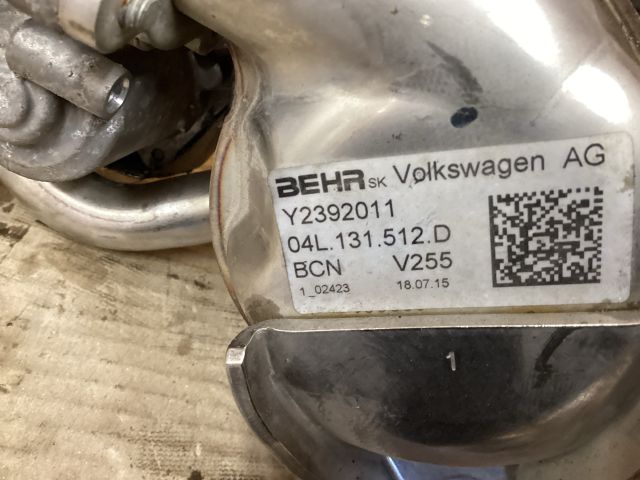 BEHR SK Volkswagen AG
Y2392011
04L.131.512.D
BCN V255
1_02423 18.07.15
1